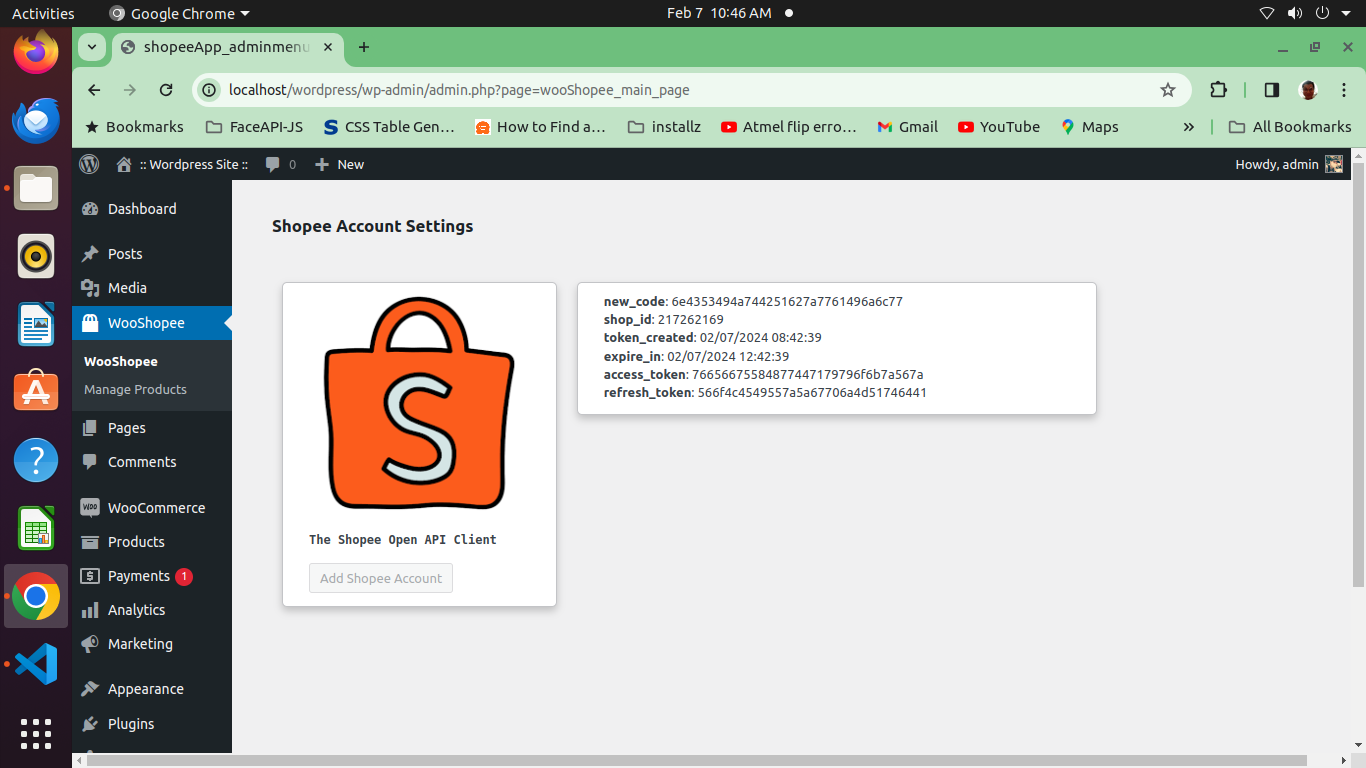 Activities
Google Chrome
Feb 7 10:46 AM
shopeeApp_adminmenu
localhost/wordpress/wp-admin/admin.php?page=wooShopee_main_page
Bookmarks
FaceAPI-JS
S CSS Table Gen…
How to Find a…
installz
Atmel flip erro…
Gmail
YouTube
Maps
»
All Bookmarks
:: Wordpress Site ::
0
New
Howdy, admin
Dashboard
Posts
Media
WooShopee
WooShopee
Manage Products
Pages
Comments
WOO WooCommerce
Products
Payments 1
Analytics
Marketing
Appearance
Plugins
Shopee Account Settings
S
The Shopee Open API Client
Add Shopee Account
new_code: 6e4353494a744251627a7761496a6c77
shop_id: 217262169
token_created: 02/07/2024 08:42:39
expire_in: 02/07/2024 12:42:39
access_token: 76656675584877447179796f6b7a567a
refresh_token: 566f4c4549557a5a67706a4d51746441